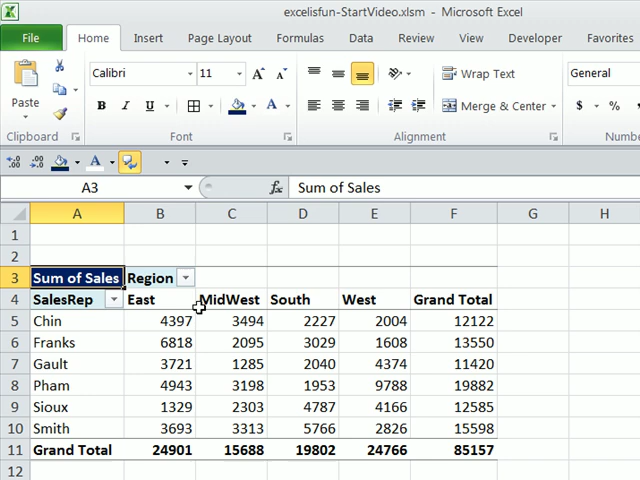 excelisfun-StartVideo.xlsm - Microsoft Excel
File Home Insert Page Layout Formulas Data Review View Developer Favorites
Calibri 11 A A Wrap Text General
Paste B I U A Merge & Center $ %
Clipboard Font Alignment Num
A3 fx Sum of Sales
A B C D E F G H
1
2
3 Sum of Sales Region
4 SalesRep East MidWest South West Grand Total
5 Chin 4397 3494 2227 2004 12122
6 Franks 6818 2095 3029 1608 13550
7 Gault 3721 1285 2040 4374 11420
8 Pham 4943 3198 1953 9788 19882
9 Sioux 1329 2303 4787 4166 12585
10 Smith 3693 3313 5766 2826 15598
11 Grand Total 24901 15688 19802 24766 85157
12